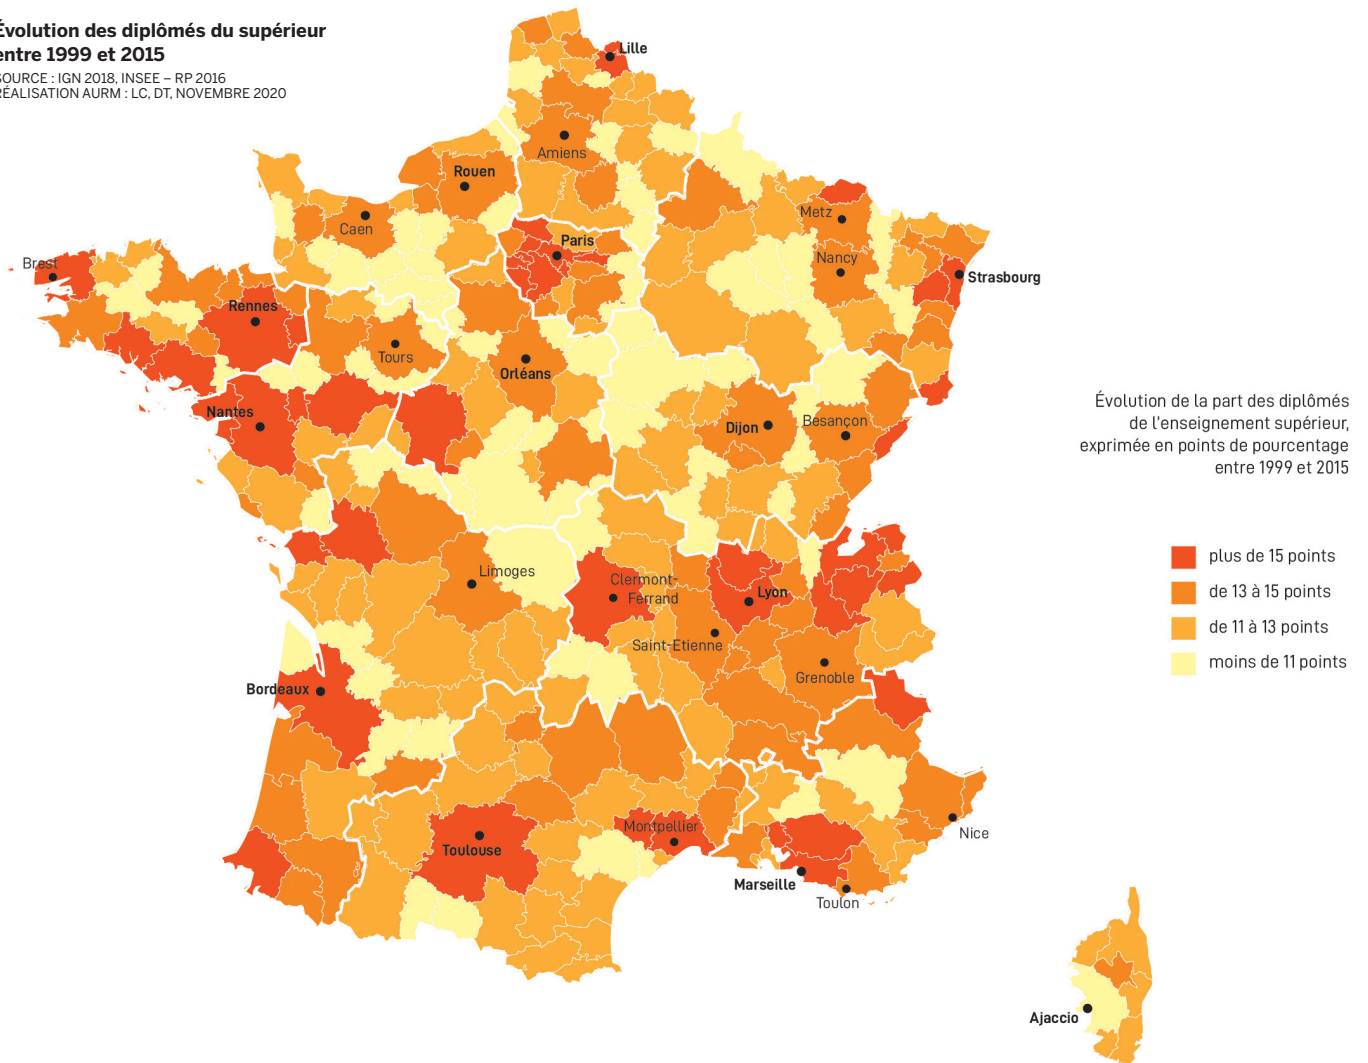 Évolution des diplômés du supérieur
entre 1999 et 2015
SOURCE : IGN 2018, INSEE – RP 2016
RÉALISATION AURM : LC, DT, NOVEMBRE 2020
Lille
Amiens
Rouen
Caen
Metz
Paris
Nancy
Brest
Strasbourg
Rennes
Tours
Orléans
Nantes
Dijon
Besançon
Évolution de la part des diplômés
de l'enseignement supérieur,
exprimée en points de pourcentage
entre 1999 et 2015
plus de 15 points
de 13 à 15 points
de 11 à 13 points
moins de 11 points
Limoges
Clermont-
Ferrand
Lyon
Saint-Etienne
Grenoble
Bordeaux
Montpellier
Nice
Toulouse
Marseille
Toulon
Ajaccio